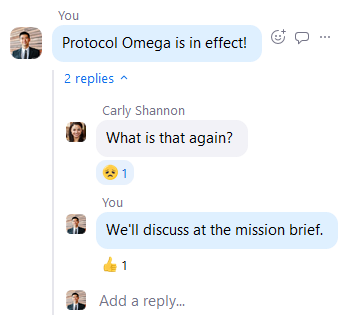 You
Protocol Omega is in effect!
2 replies
Carly Shannon
What is that again?
1
You
We'll discuss at the mission brief.
1
Add a reply...